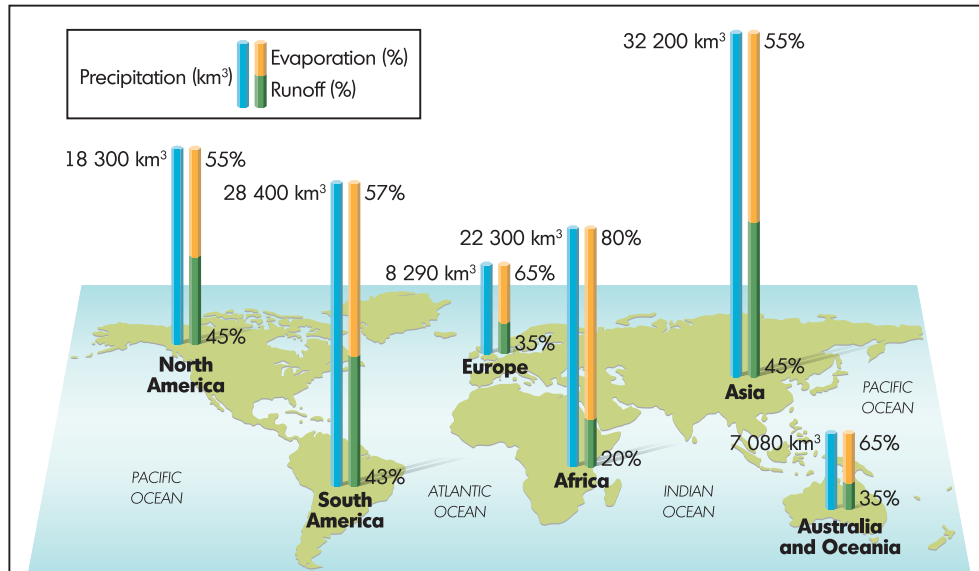 Precipitation (km³)
Evaporation (%)
Runoff (%)
32 200 km³ 55%
18 300 km³ 55%
28 400 km³ 57%
22 300 km³ 80%
8 290 km³ 65%
45%
North
America
35%
Europe
45%
Asia
PACIFIC
OCEAN
7 080 km³ 65%
20%
Africa
43%
South
America
PACIFIC
OCEAN
ATLANTIC
OCEAN
INDIAN
OCEAN
35%
Australia
and Oceania